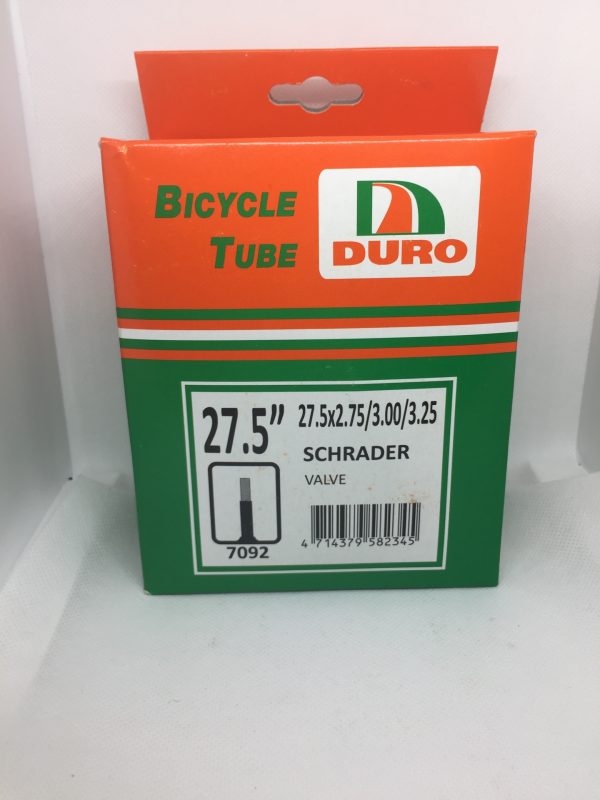 BICYCLE
TUBE
DURO
27.5”
27.5x2.75/3.00/3.25
SCHRADER
VALVE
7092
4 714379 582345